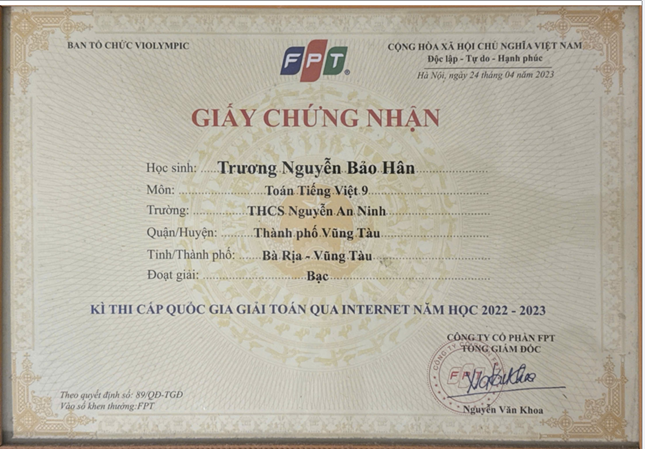 BAN TỔ CHỨC VIOLYMPIC
FPT®
CỘNG HÒA XÃ HỘI CHỦ NGHĨA VIỆT NAM
Độc lập - Tự do - Hạnh phúc
Hà Nội, ngày 24 tháng 04 năm 2023
GIẤY CHỨNG NHẬN
Học sinh: Trương Nguyễn Bảo Hân
Môn: Toán Tiếng Việt 9
Trường: THCS Nguyễn An Ninh
Quận/Huyện: Thành phố Vũng Tàu
Tỉnh/Thành phố: Bà Rịa - Vũng Tàu
Đoạt giải: Bạc
KÌ THI CẤP QUỐC GIA GIẢI TOÁN QUA INTERNET NĂM HỌC 2022 - 2023
CÔNG TY CỔ PHẦN FPT
TỔNG GIÁM ĐỐC
FPT
Nguyễn Văn Khoa
Theo quyết định số: 89/QĐ-TGĐ
Vào sổ khen thưởng:FPT